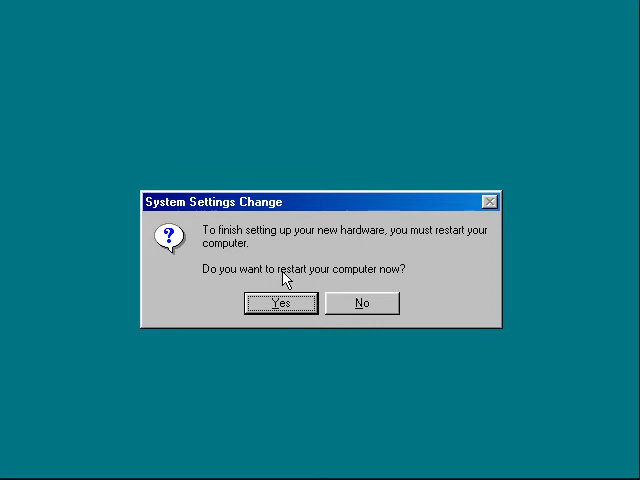 System Settings Change
To finish setting up your new hardware, you must restart your
computer.
Do you want to restart your computer now?
Yes
No